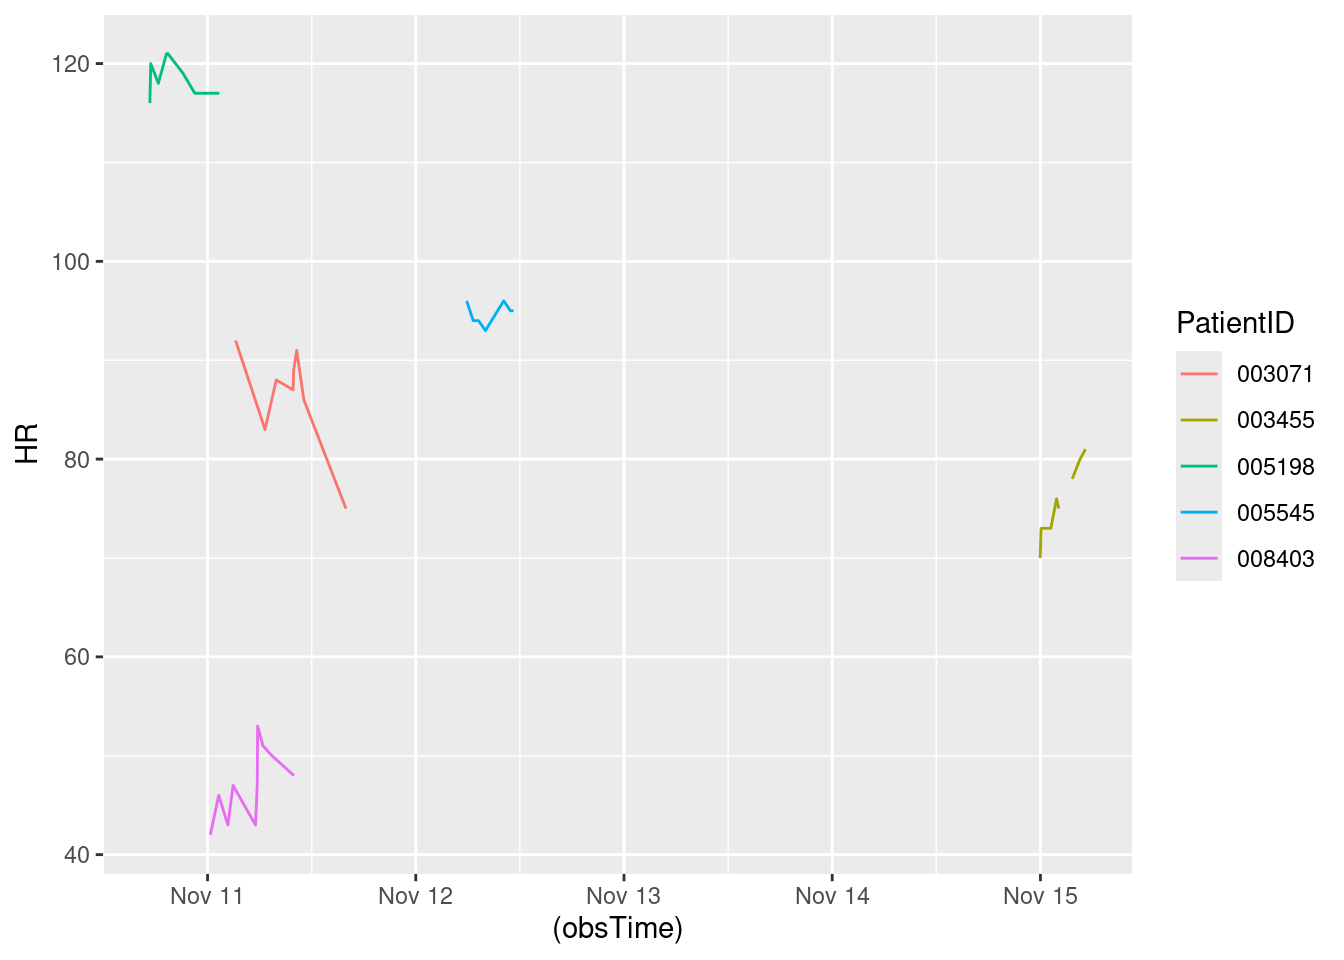 120
100
80
60
40
HR
Nov 11
Nov 12
Nov 13
Nov 14
Nov 15
(obsTime)
PatientID
003071
003455
005198
005545
008403